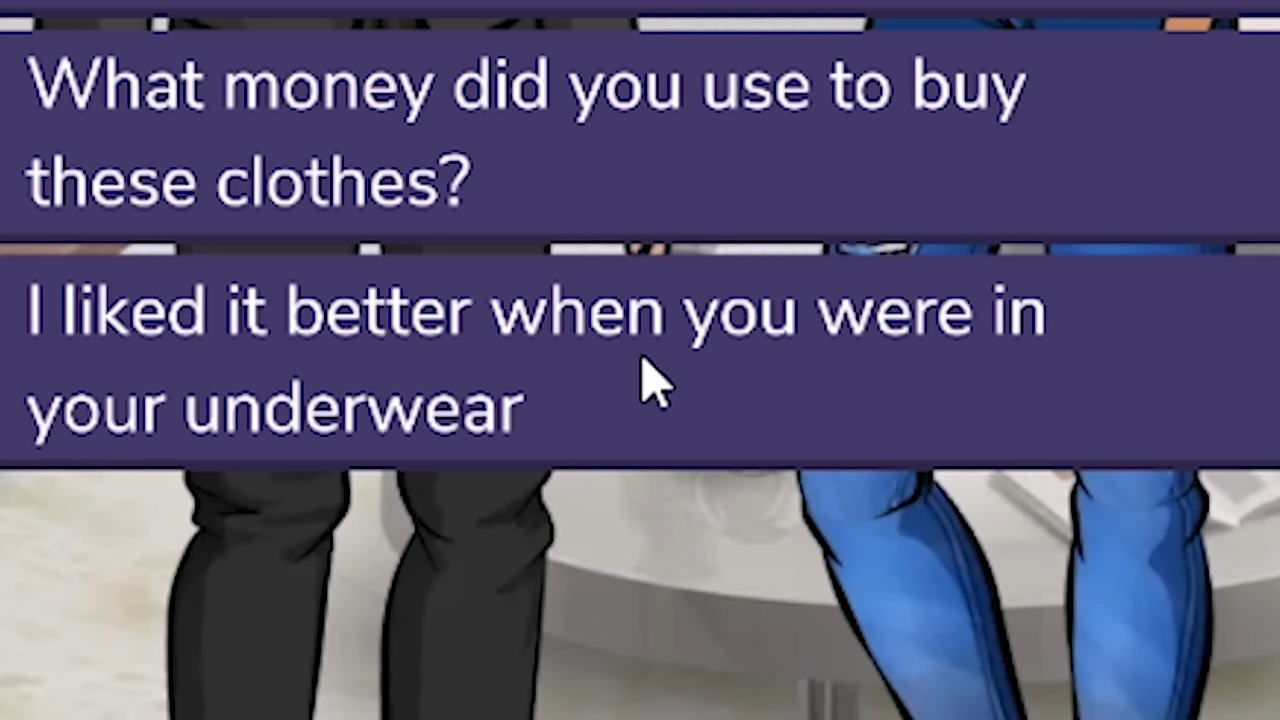 What money did you use to buy
these clothes?
I liked it better when you were in
your underwear